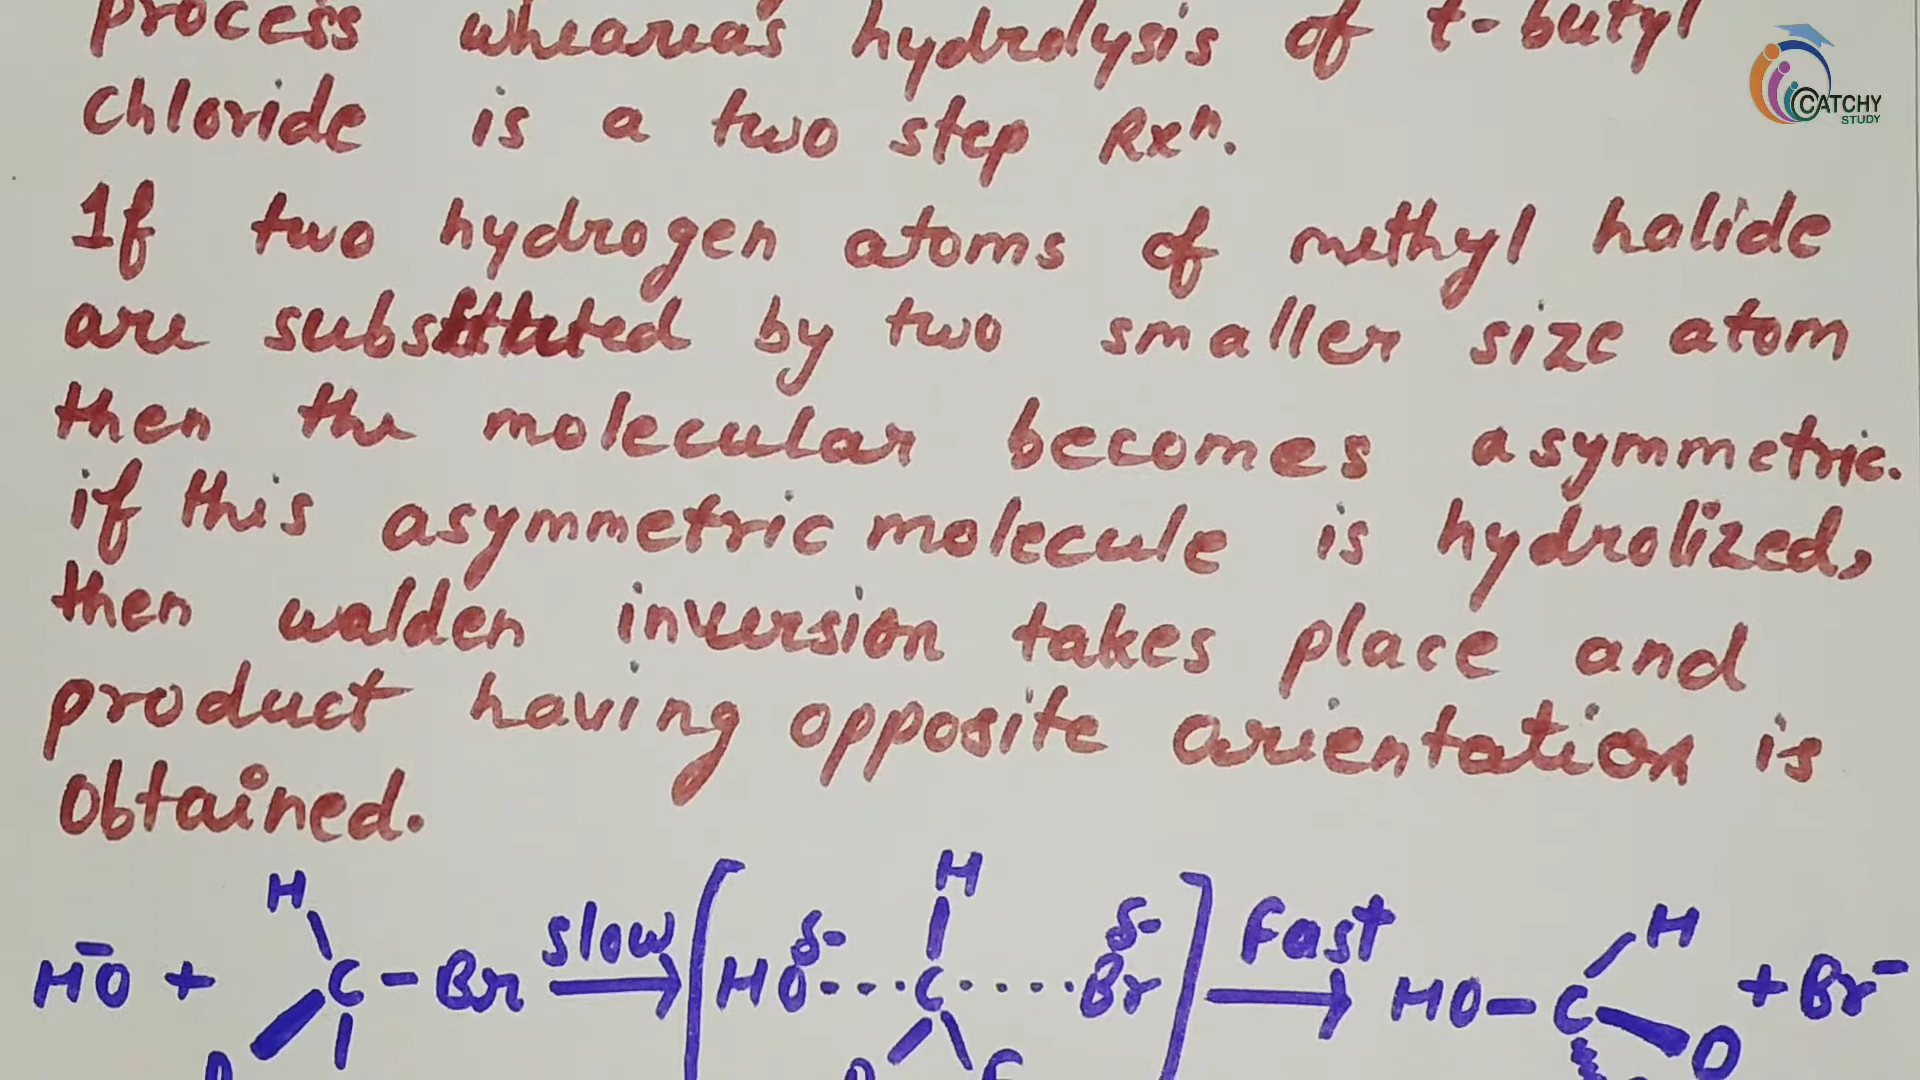 process wheareas hydrolysis of t-butyl
chloride is a two step Rxⁿ.
If two hydrogen atoms of methyl halide
are substituted by two smaller size atom
then the molecular becomes asymmetric.
if this asymmetric molecule is hydrolized,
then walden inversion takes place and
product having opposite orientation is
obtained.
H H
slow δ- δ- Fast H
HO⁻ + C - Br → [HO....C.....Br] → HO - C + Br⁻
D
CATCHY
STUDY